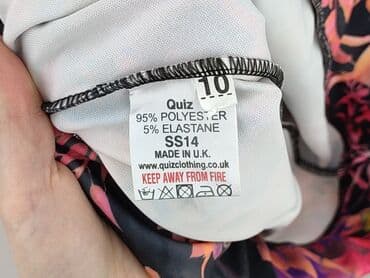 10
Quiz
95% POLYESTER
5% ELASTANE
SS14
MADE IN U.K.
www.quizclothing.co.uk
KEEP AWAY FROM FIRE